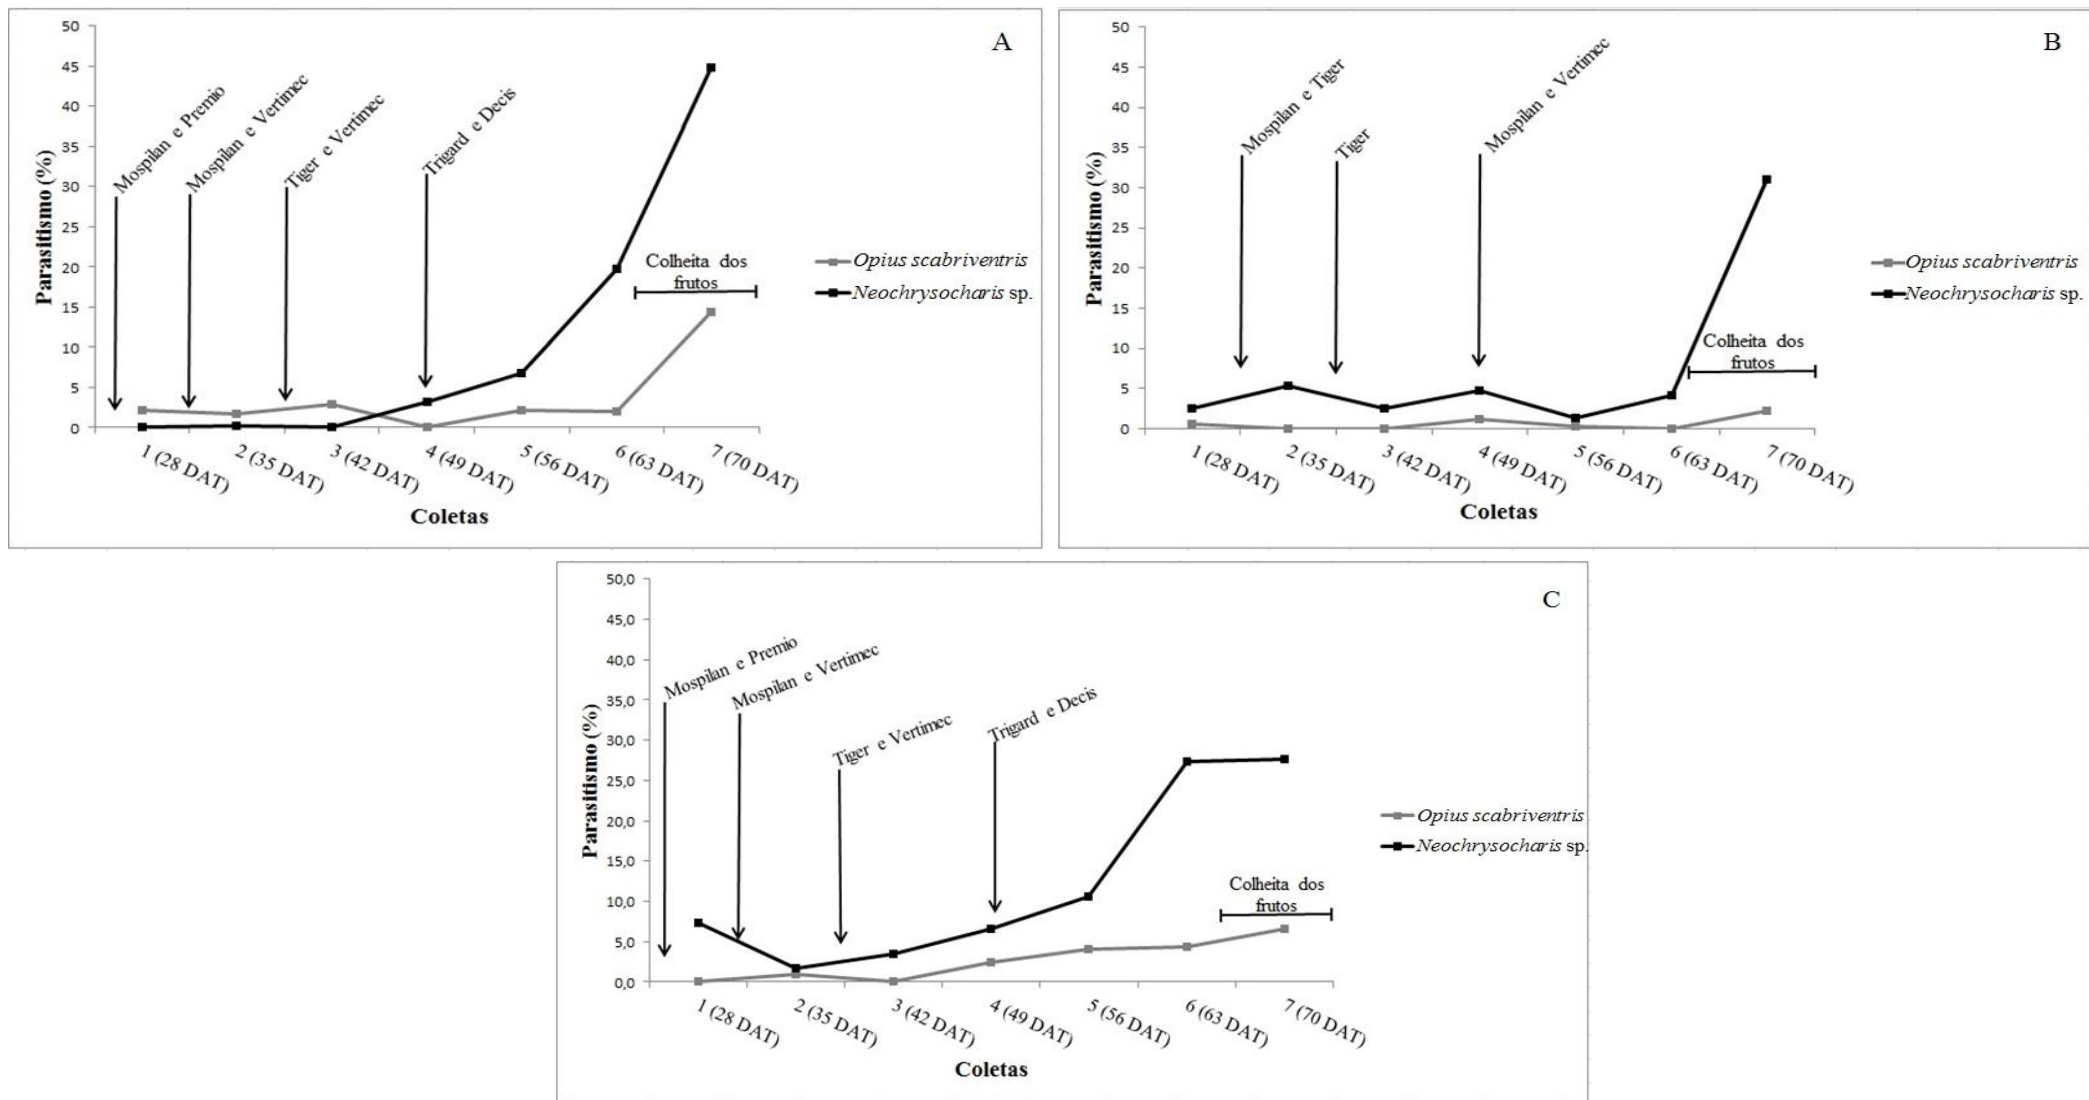 A
50
45
40
35
30
25
20
15
10
5
0
Parasitismo (%)
Mospilan e Premio
Mospilan e Vertimec
Tiger e Vertimec
Trigard e Decis
Colheita dos
frutos
Opius scabriventris
Neochrysocharis sp.
1 (28 DAT)
2 (35 DAT)
3 (42 DAT)
4 (49 DAT)
5 (56 DAT)
6 (63 DAT)
7 (70 DAT)
Coletas
B
50
45
40
35
30
25
20
15
10
5
0
Parasitismo (%)
Mospilan e Tiger
Tiger
Mospilan e Vertimec
Colheita dos
frutos
Opius scabriventris
Neochrysocharis sp.
1 (28 DAT)
2 (35 DAT)
3 (42 DAT)
4 (49 DAT)
5 (56 DAT)
6 (63 DAT)
7 (70 DAT)
Coletas
C
50,0
45,0
40,0
35,0
30,0
25,0
20,0
15,0
10,0
5,0
0,0
Parasitismo (%)
Mospilan e Premio
Mospilan e Vertimec
Tiger e Vertimec
Trigard e Decis
Colheita dos
frutos
Opius scabriventris
Neochrysocharis sp.
1 (28 DAT)
2 (35 DAT)
3 (42 DAT)
4 (49 DAT)
5 (56 DAT)
6 (63 DAT)
7 (70 DAT)
Coletas